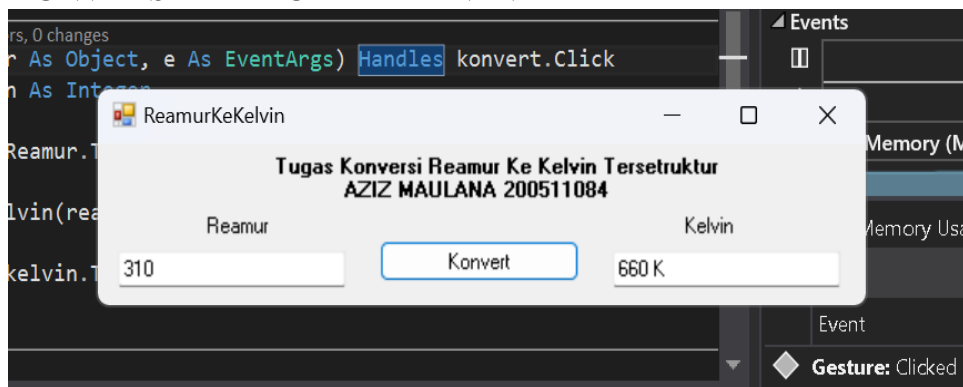 rs, 0 changes
r As Object, e As EventArgs) Handles konvert.Click
n As Integer
Reamur.T
lvin(rea
kelvin.T
ReamurKeKelvin
Tugas Konversi Reamur Ke Kelvin Tersetruktur
AZIZ MAULANA 200511084
Reamur
Kelvin
310
Konvert
660 K
Events
Memory (M
Memory Usa
Event
Gesture: Clicked